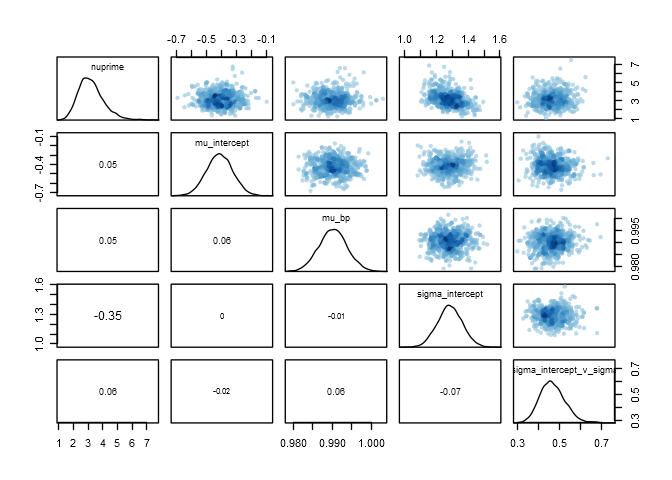 -0.7 -0.4 -0.3 -0.1 1.0 1.2 1.4 1.6
nuprime
1 3 5 7
-0.7 -0.4 -0.1
0.05
mu_intercept
0.05
0.06
mu_bp
0.980 0.995
1.0 1.3 1.6
-0.35
0
-0.01
sigma_intercept
0.06
-0.02
0.06
-0.07
sigma_intercept_v_sigma
0.3 0.5 0.7
1 2 3 4 5 6 7
0.980 0.990 1.000
0.3 0.5 0.7